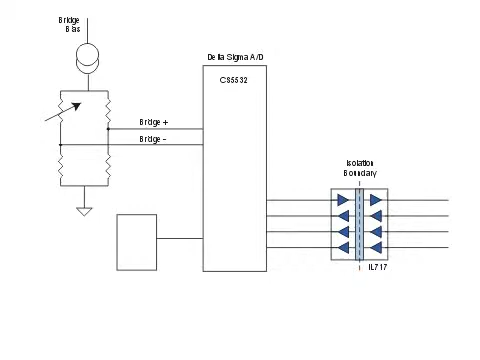 Bridge
Bias
Delta Sigma A/D
CS5532
Bridge +
Bridge -
Isolation
Boundary
IL717